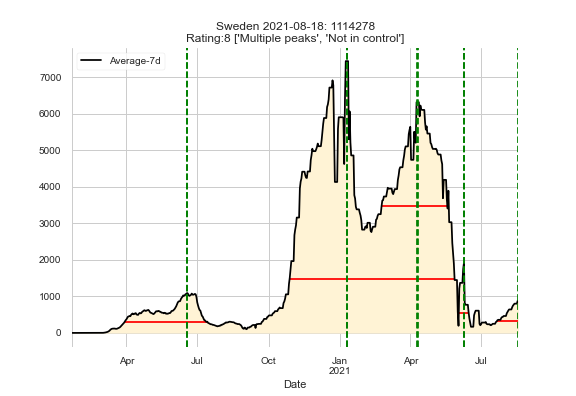 Sweden 2021-08-18: 1114278
Rating:8 ['Multiple peaks', 'Not in control']
Average-7d
7000
6000
5000
4000
3000
2000
1000
0
Apr Jul Oct Jan Apr Jul
2021
Date